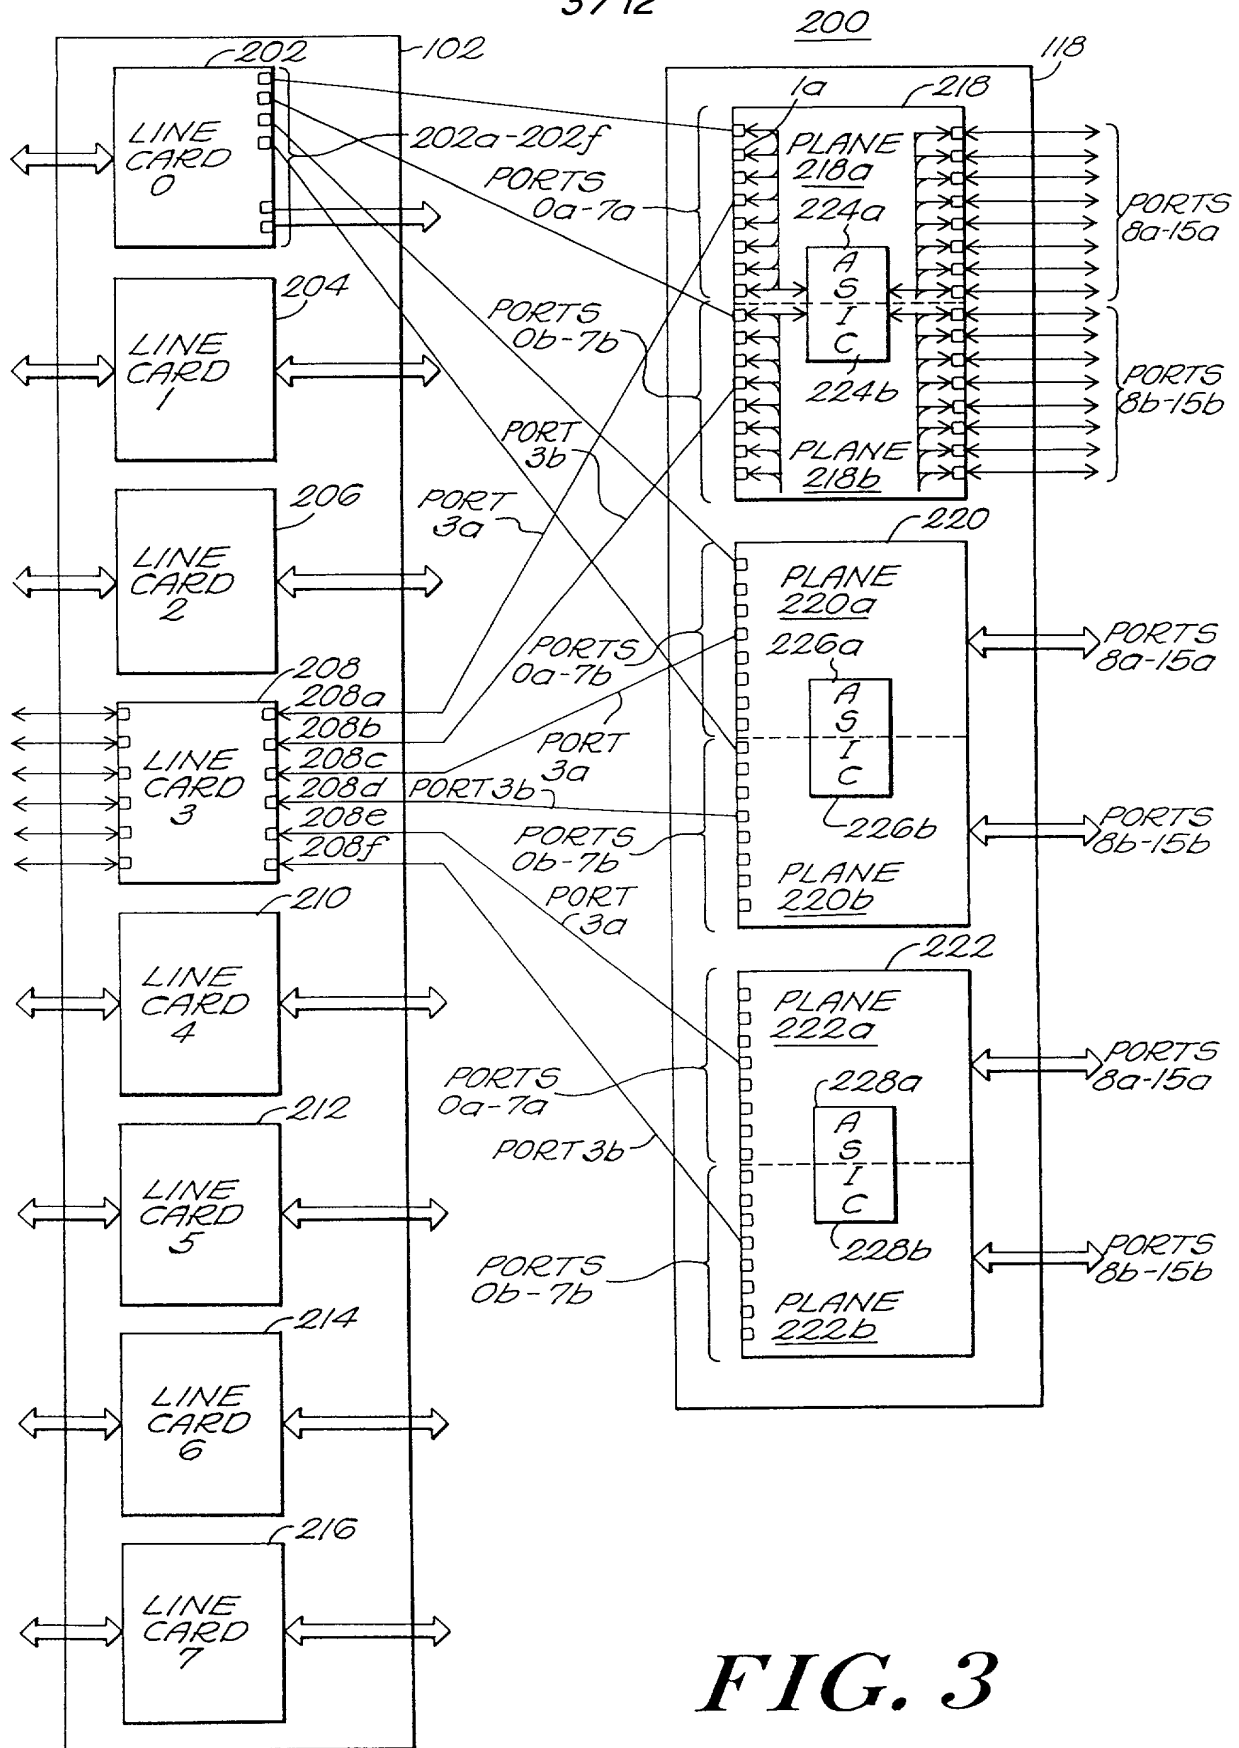 3/12
200
102
118
202
LINE
CARD
0
202a-202f
204
LINE
CARD
1
206
LINE
CARD
2
208
LINE
CARD
3
208a
208b
208c
208d
208e
208f
210
LINE
CARD
4
212
LINE
CARD
5
214
LINE
CARD
6
216
LINE
CARD
7
218
1a
PLANE
218a
224a
A
S
I
C
224b
PLANE
218b
PORTS
0a-7a
PORTS
0b-7b
PORTS
8a-15a
PORTS
8b-15b
PORT
3b
PORT
3a
220
PLANE
220a
226a
A
S
I
C
226b
PLANE
220b
PORTS
0a-7b
PORT
3a
PORT 3b
PORTS
0b-7b
PORTS
8a-15a
PORTS
8b-15b
PORT
3a
222
PLANE
222a
228a
A
S
I
C
228b
PLANE
222b
PORTS
0a-7a
PORT 3b
PORTS
0b-7b
PORTS
8a-15a
PORTS
8b-15b
FIG. 3